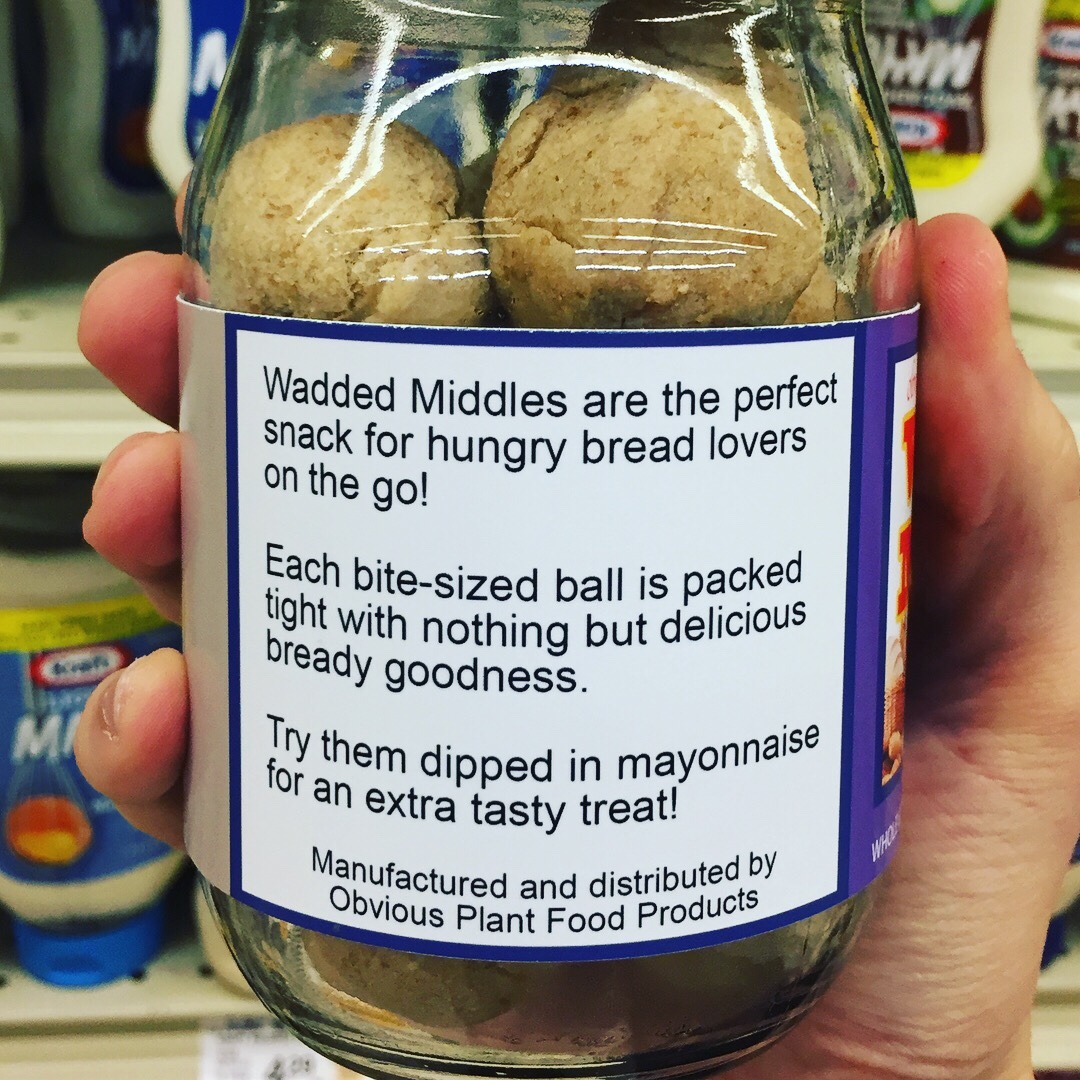 Wadded Middles are the perfect
snack for hungry bread lovers
on the go!
Each bite-sized ball is packed
tight with nothing but delicious
bready goodness.
Try them dipped in mayonnaise
for an extra tasty treat!
Manufactured and distributed by
Obvious Plant Food Products
Kraft